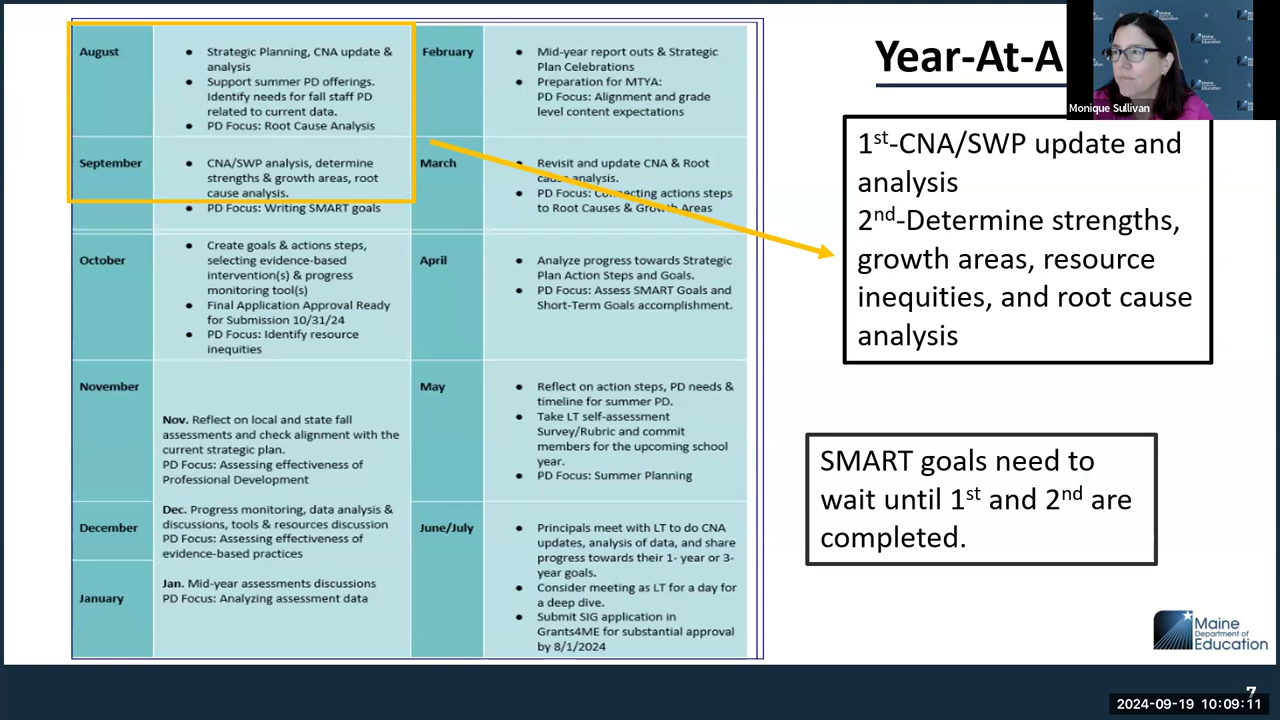 Year-At-A
Maine
Department of
Education
Monique Sullivan
August
● Strategic Planning, CNA update &
analysis
● Support summer PD offerings.
Identify needs for fall staff PD
related to current data.
● PD Focus: Root Cause Analysis
September
● CNA/SWP analysis, determine
strengths & growth areas, root
cause analysis.
● PD Focus: Writing SMART goals
October
● Create goals & actions steps,
selecting evidence-based
intervention(s) & progress
monitoring tool(s)
● Final Application Approval Ready
for Submission 10/31/24
● PD Focus: Identify resource
inequities
November
Nov. Reflect on local and state fall
assessments and check alignment with the
current strategic plan.
PD Focus: Assessing effectiveness of
Professional Development
December
Dec. Progress monitoring, data analysis &
discussions, tools & resources discussion
PD Focus: Assessing effectiveness of
evidence-based practices
January
Jan. Mid-year assessments discussions
PD Focus: Analyzing assessment data
February
● Mid-year report outs & Strategic
Plan Celebrations
● Preparation for MTYA:
PD Focus: Alignment and grade
level content expectations
March
● Revisit and update CNA & Root
cause analysis.
● PD Focus: Connecting actions steps
to Root Causes & Growth Areas
April
● Analyze progress towards Strategic
Plan Action Steps and Goals.
● PD Focus: Assess SMART Goals and
Short-Term Goals accomplishment.
May
● Reflect on action steps, PD needs &
timeline for summer PD.
● Take LT self-assessment
Survey/Rubric and commit
members for the upcoming school
year.
● PD Focus: Summer Planning
June/July
● Principals meet with LT to do CNA
updates, analysis of data, and share
progress towards their 1- year or 3-
year goals.
● Consider meeting as LT for a day for
a deep dive.
● Submit SIG application in
Grants4ME for substantial approval
by 8/1/2024
1st-CNA/SWP update and
analysis
2nd-Determine strengths,
growth areas, resource
inequities, and root cause
analysis
SMART goals need to
wait until 1st and 2nd are
completed.
Maine
Department of
Education
7
2024-09-19 10:09:11